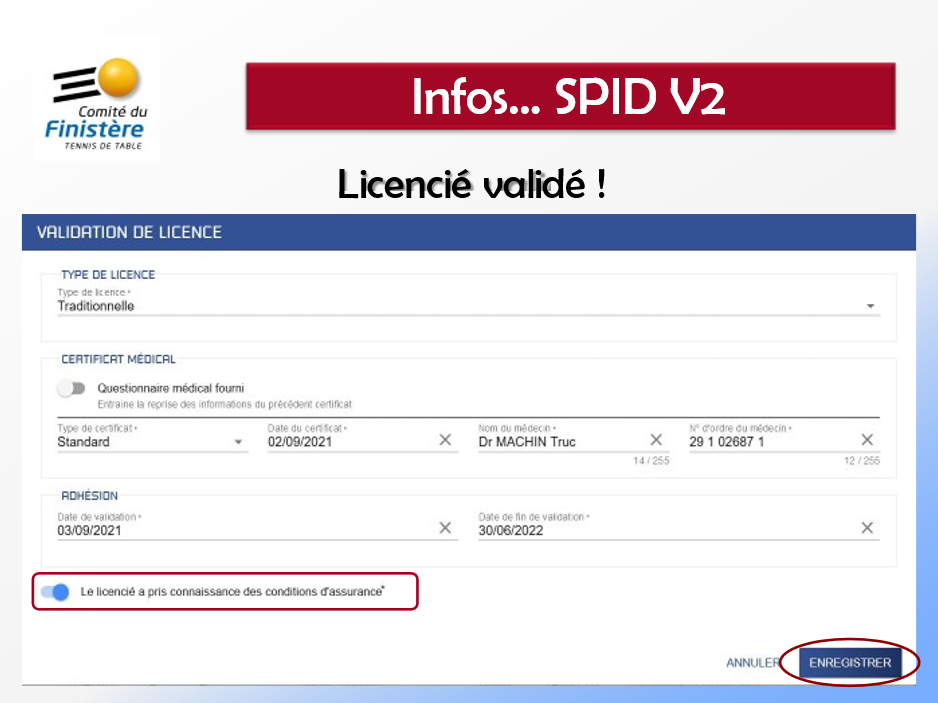 Comité du
Finistère
TENNIS DE TABLE
Infos... SPID V2
Licencié validé !
VALIDATION DE LICENCE
TYPE DE LICENCE
Type de licence *
Traditionnelle
CERTIFICAT MÉDICAL
Questionnaire médical fourni
Entraine la reprise des informations du précédent certificat
Type de certificat * Date du certificat * Nom du médecin * N° d'ordre du médecin *
Standard 02/09/2021 Dr MACHIN Truc 29 1 02687 1
14 / 255 12 / 255
ADHÉSION
Date de validation * Date de fin de validation *
03/09/2021 30/06/2022
Le licencié a pris connaissance des conditions d'assurance*
ANNULER ENREGISTRER